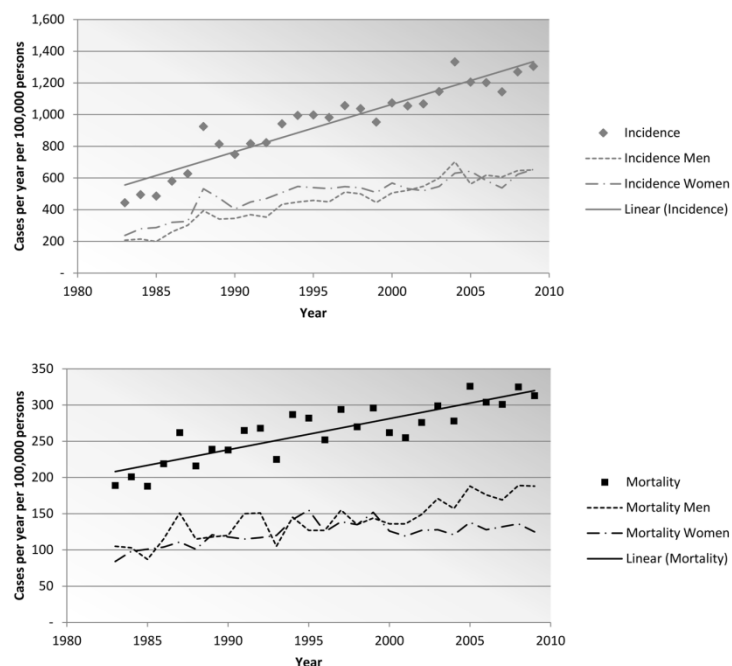 1,600
1,400
1,200
1,000
800
600
400
200
-
Cases per year per 100,000 persons
1980 1985 1990 1995 2000 2005 2010
Year
Incidence
Incidence Men
Incidence Women
Linear (Incidence)
350
300
250
200
150
100
50
-
Cases per year per 100,000 persons
1980 1985 1990 1995 2000 2005 2010
Year
Mortality
Mortality Men
Mortality Women
Linear (Mortality)